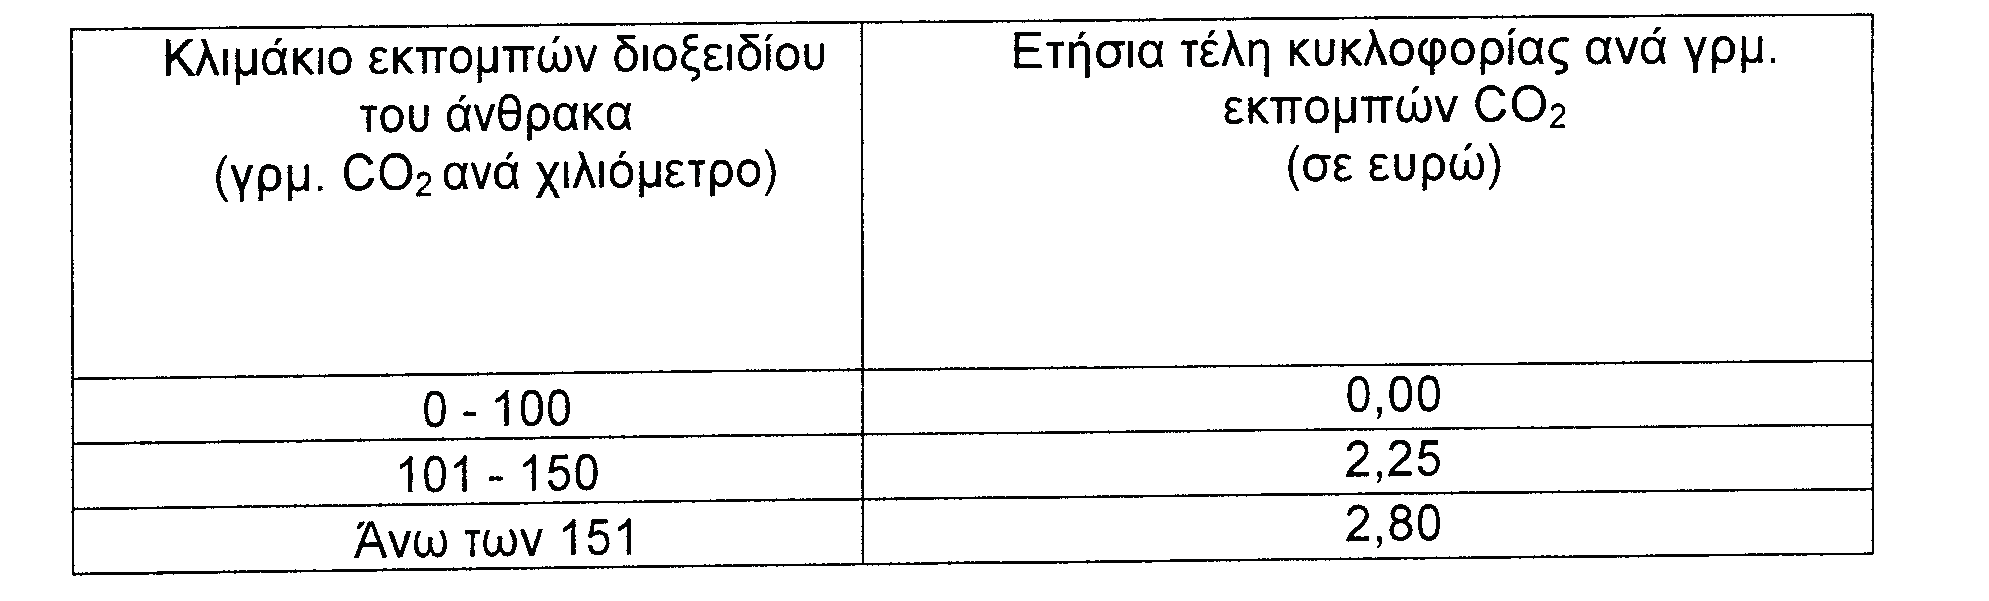 Κλιμάκιο εκπομπών διοξειδίου
του άνθρακα
(γρμ. CO₂ ανά χιλιόμετρο)
Ετήσια τέλη κυκλοφορίας ανά γρμ.
εκπομπών CO₂
(σε ευρώ)
0 - 100 0,00
101 - 150 2,25
Άνω των 151 2,80